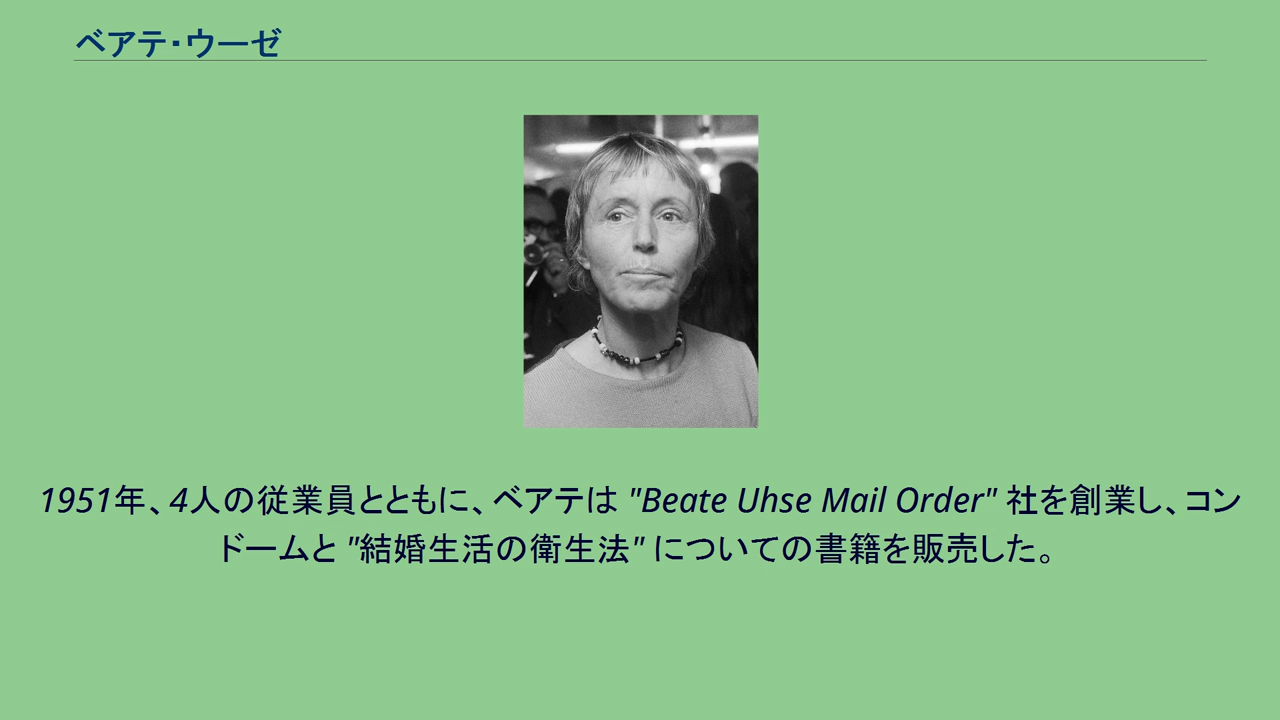 ベアテ・ウーゼ
1951年、4人の従業員とともに、ベアテは "Beate Uhse Mail Order" 社を創業し、コン
ドームと "結婚生活の衛生法" についての書籍を販売した。